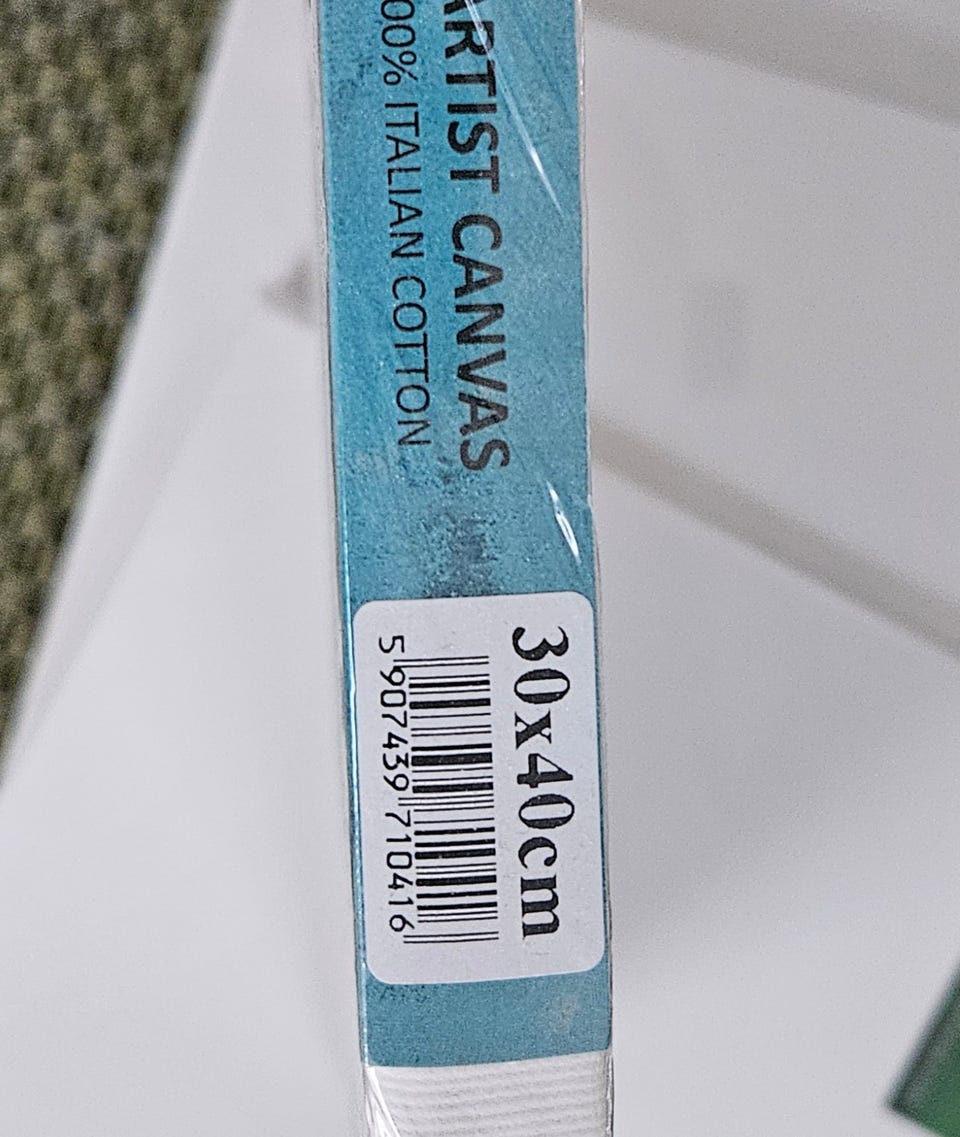 ARTIST CANVAS
00% ITALIAN COTTON
30x40cm
5 907439 710416